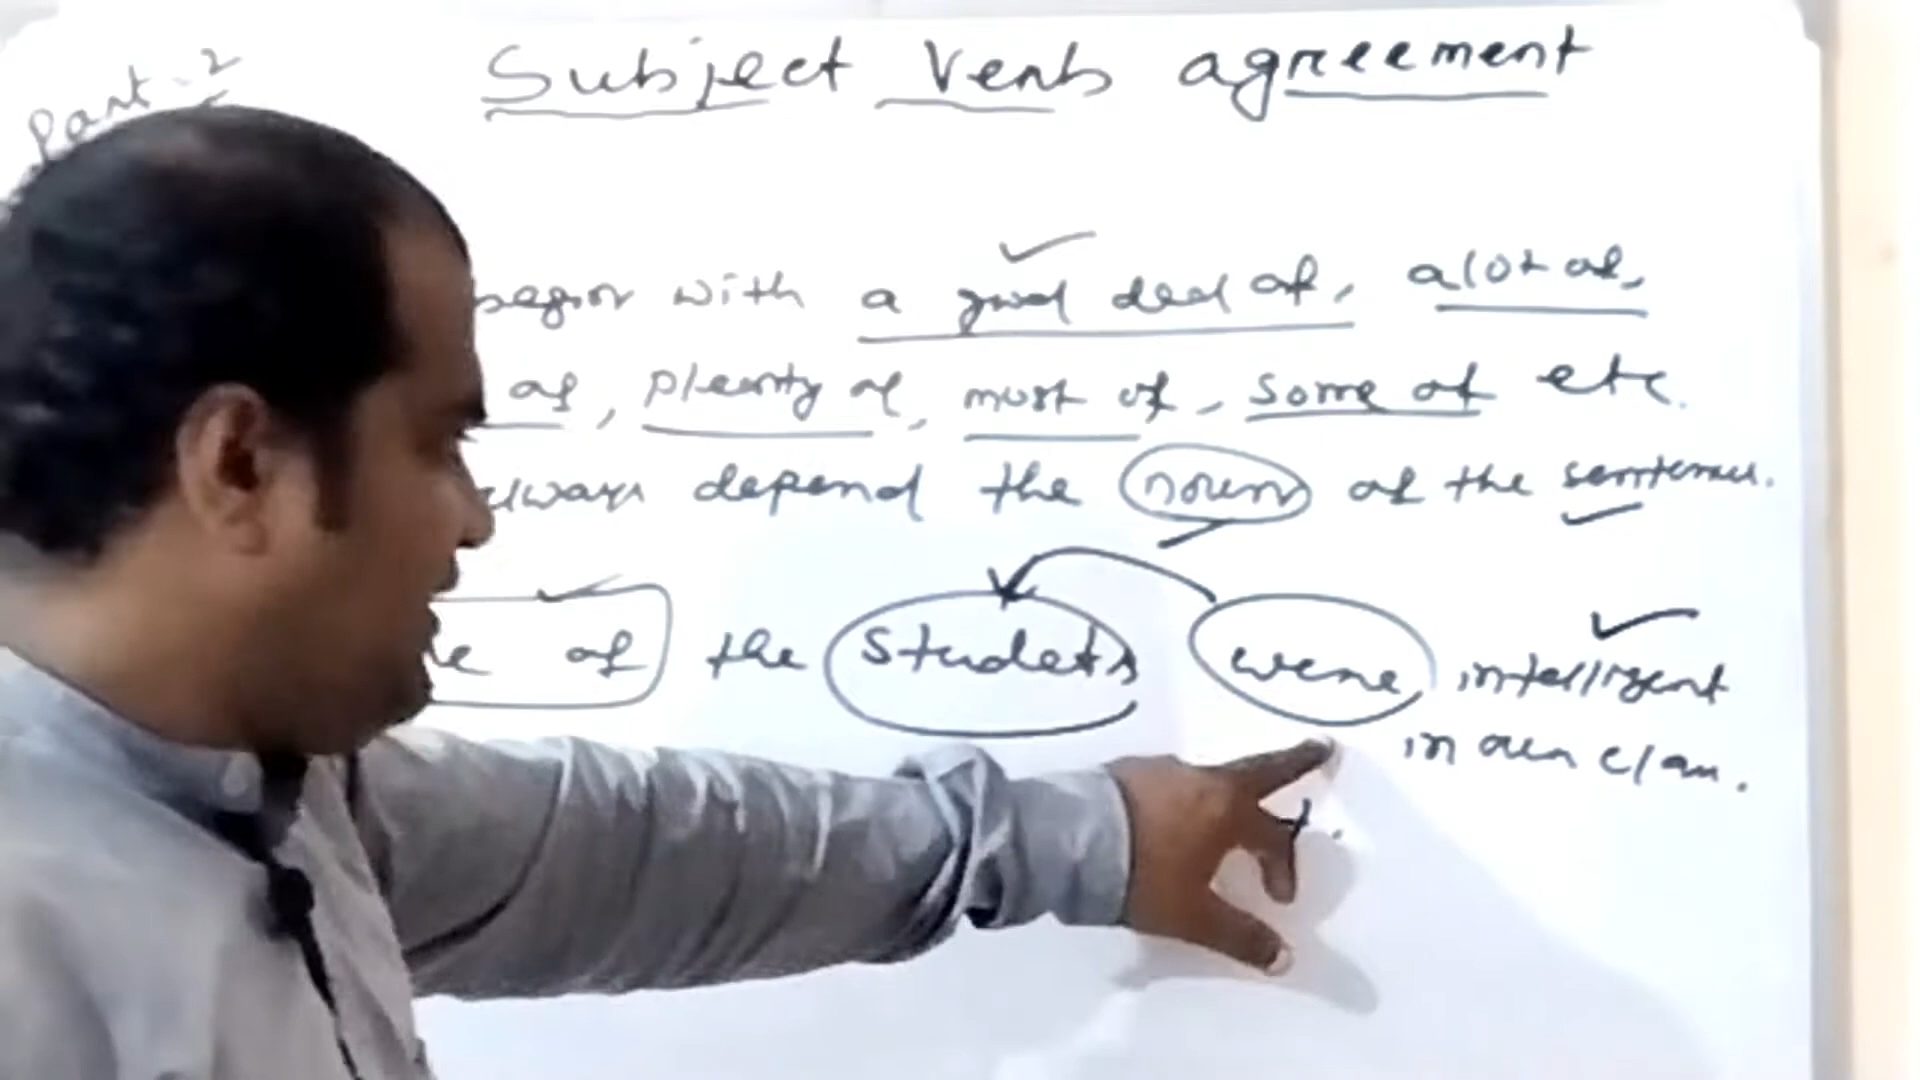 Part-2
Subject Verb agreement
begin with a good deal of, a lot of,
of, plenty of, most of, some of etc.
always depend the noun of the sentences.
of the Students were intelligent
in our class.